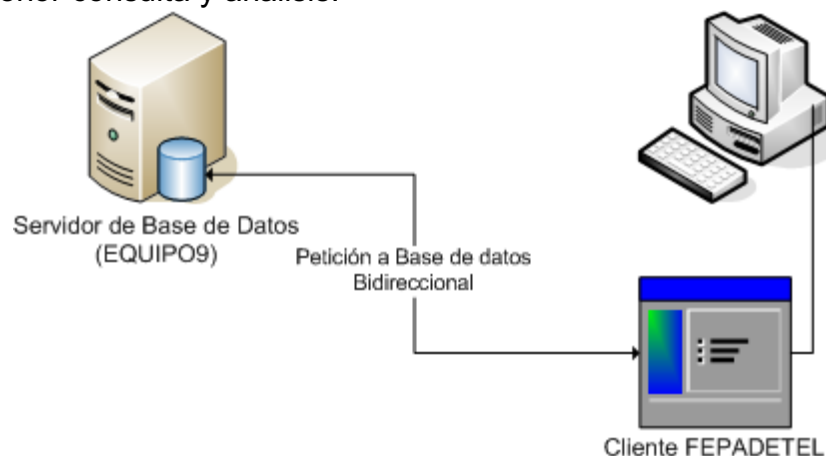 consulta y análisis.
Servidor de Base de Datos
(EQUIPO9)
Petición a Base de datos
Bidireccional
Cliente FEPADETEL